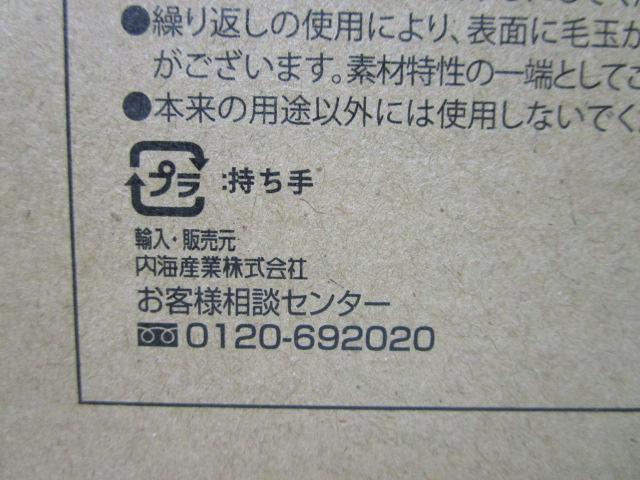 ●繰り返しの使用により、表面に毛玉が
がございます。素材特性の一端としてご
●本来の用途以外には使用しないでく
プラ :持ち手
輸入・販売元
内海産業株式会社
お客様相談センター
0120-692020